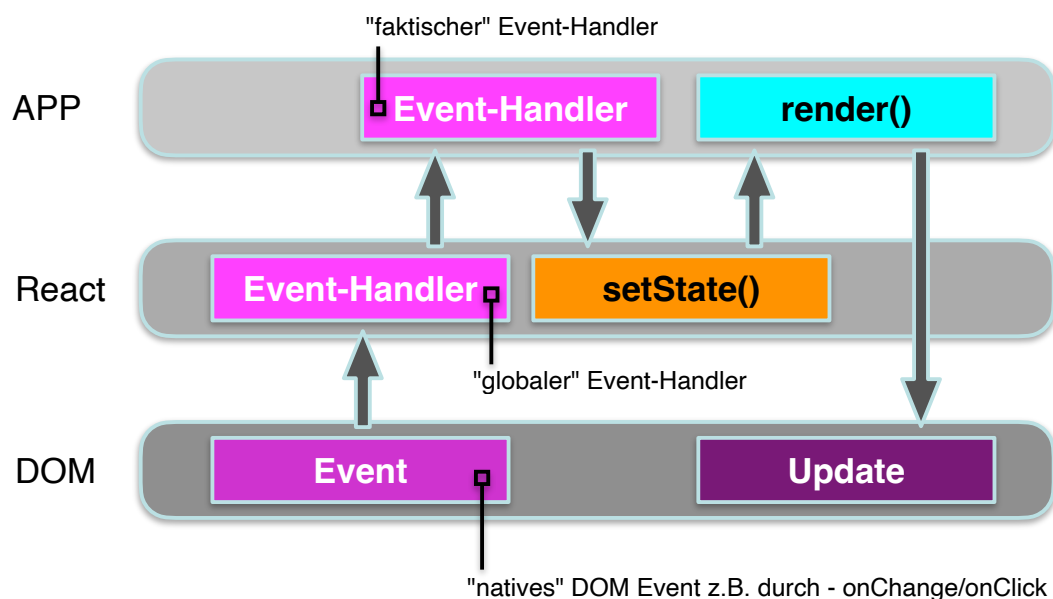 "faktischer" Event-Handler
APP
Event-Handler
render()
React
Event-Handler
setState()
"globaler" Event-Handler
DOM
Event
Update
"natives" DOM Event z.B. durch - onChange/onClick